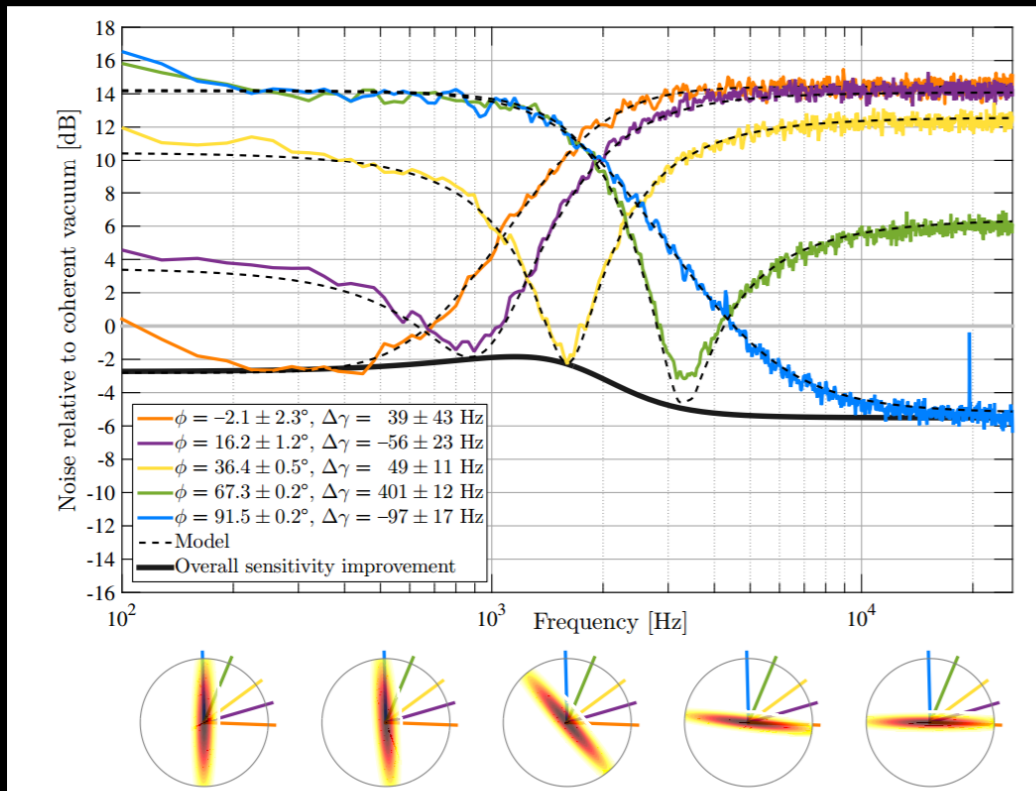 Noise relative to coherent vacuum [dB]
18
16
14
12
10
8
6
4
2
0
-2
-4
-6
-8
-10
-12
-14
-16
ϕ = –2.1 ± 2.3°, Δγ = 39 ± 43 Hz
ϕ = 16.2 ± 1.2°, Δγ = –56 ± 23 Hz
ϕ = 36.4 ± 0.5°, Δγ = 49 ± 11 Hz
ϕ = 67.3 ± 0.2°, Δγ = 401 ± 12 Hz
ϕ = 91.5 ± 0.2°, Δγ = –97 ± 17 Hz
Model
Overall sensitivity improvement
10² 10³ 10⁴
Frequency [Hz]